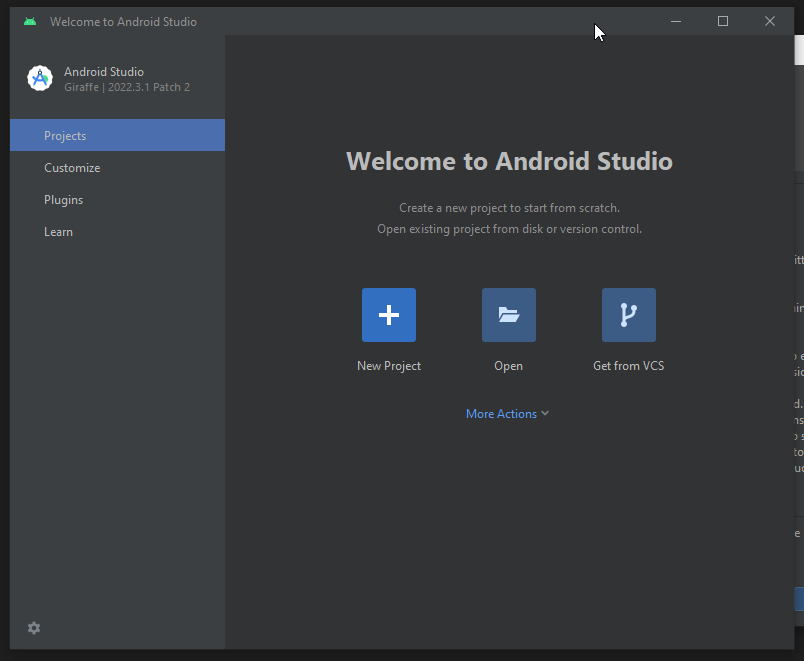 Welcome to Android Studio
Android Studio
Giraffe | 2022.3.1 Patch 2
Projects
Customize
Plugins
Learn
Welcome to Android Studio
Create a new project to start from scratch.
Open existing project from disk or version control.
New Project
Open
Get from VCS
More Actions